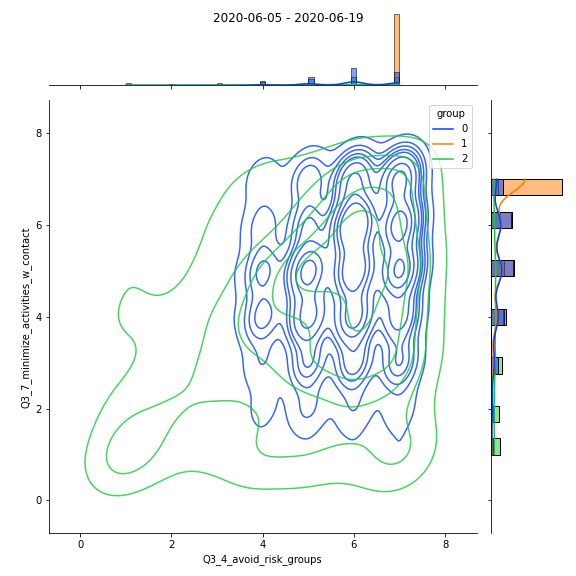 2020-06-05 - 2020-06-19
group
0
1
2
8
6
4
2
0
Q3_7_minimize_activities_w_contact
0 2 4 6 8
Q3_4_avoid_risk_groups